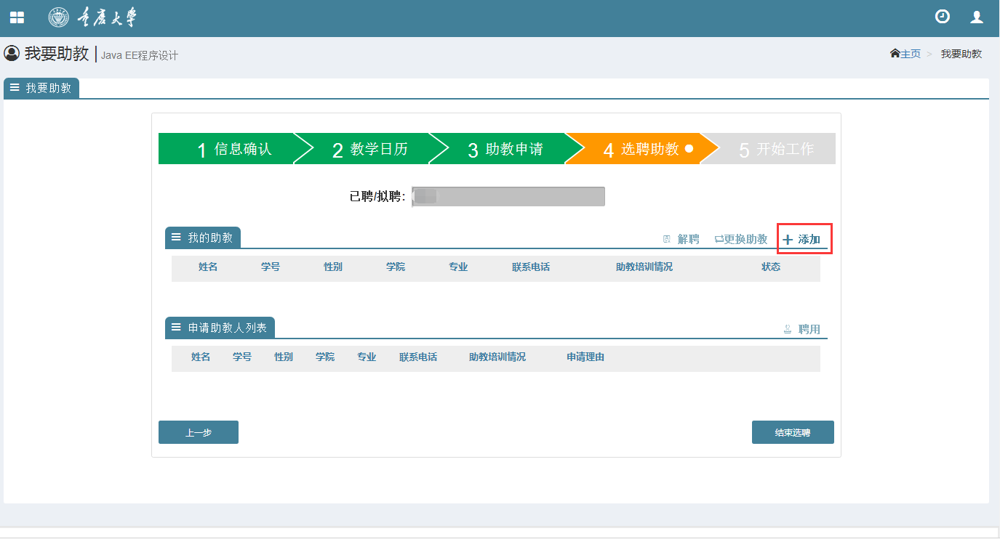 重庆大学
我要助教 | Java EE程序设计
主页 > 我要助教
我要助教
1 信息确认 2 教学日历 3 助教申请 4 选聘助教 5 开始工作
已聘/拟聘:
我的助教 解聘 更换助教 添加
姓名 学号 性别 学院 专业 联系电话 助教培训情况 状态
申请助教人列表 聘用
姓名 学号 性别 学院 专业 联系电话 助教培训情况 申请理由
上一步 结束选聘